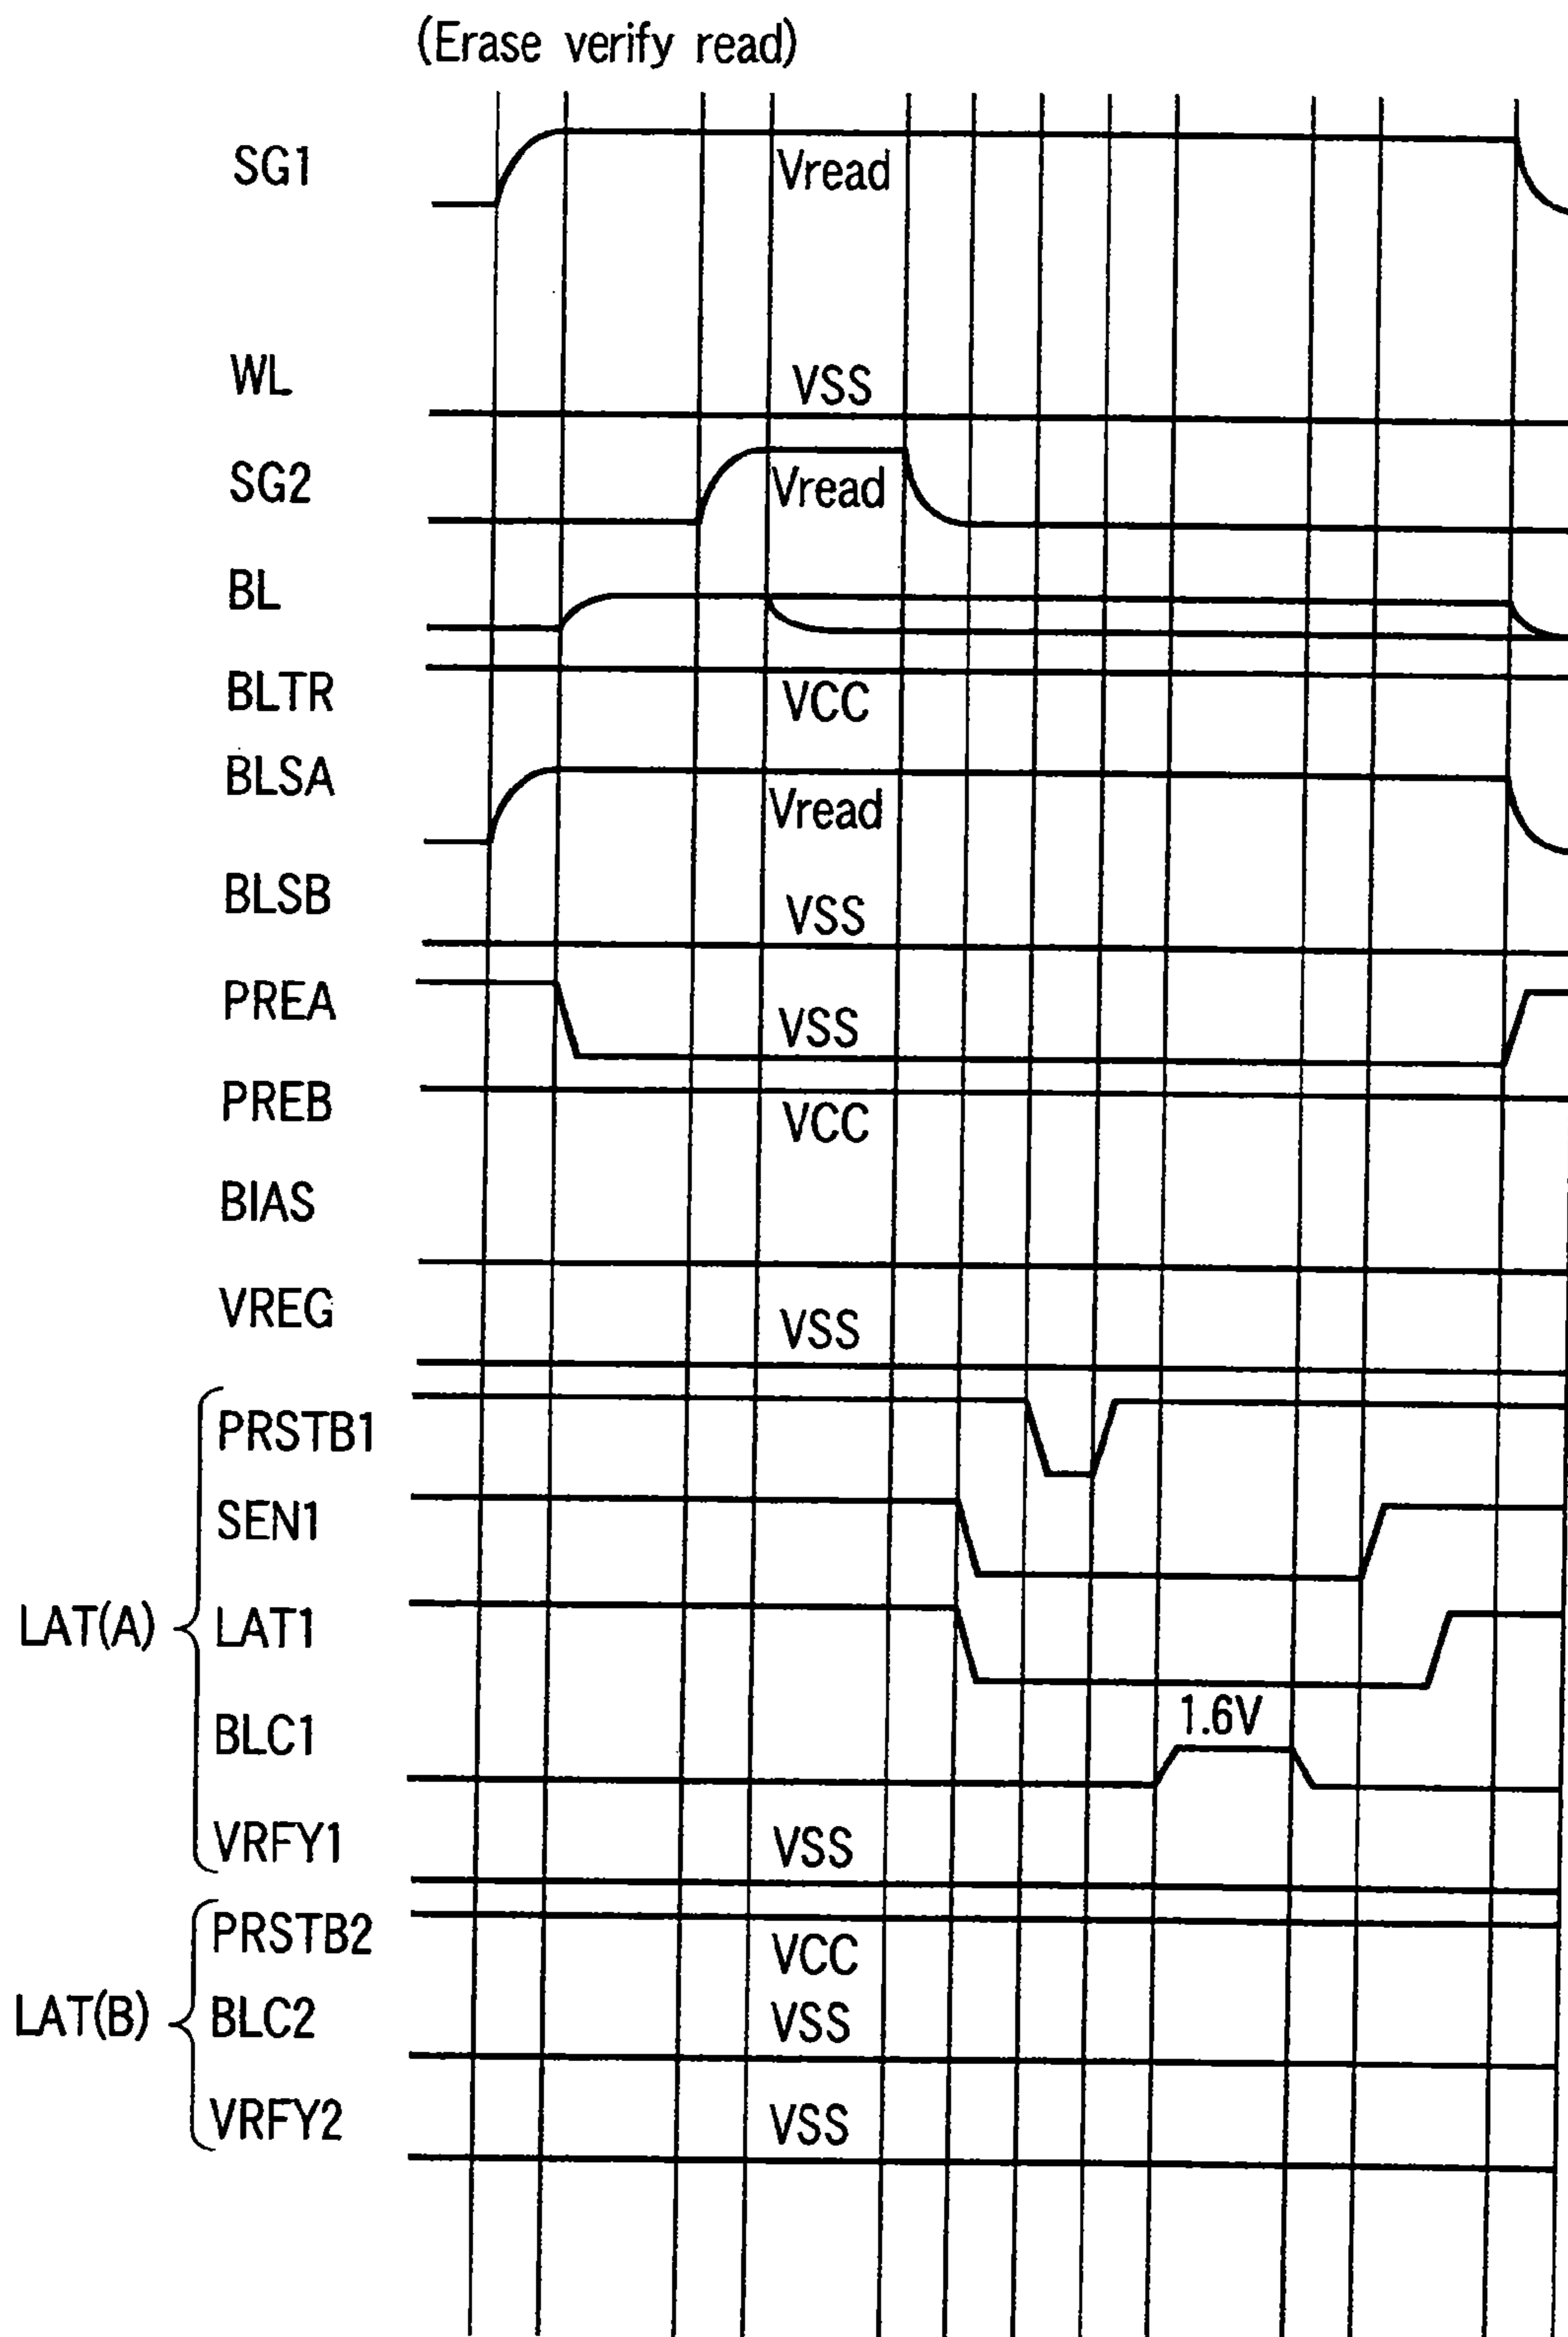 (Erase verify read)
SG1
Vread
WL
VSS
SG2
Vread
BL
BLTR
VCC
BLSA
Vread
BLSB
VSS
PREA
VSS
PREB
VCC
BIAS
VREG
VSS
PRSTB1
SEN1
LAT(A)
LAT1
1.6V
BLC1
VRFY1
VSS
PRSTB2
VCC
LAT(B)
BLC2
VSS
VRFY2
VSS